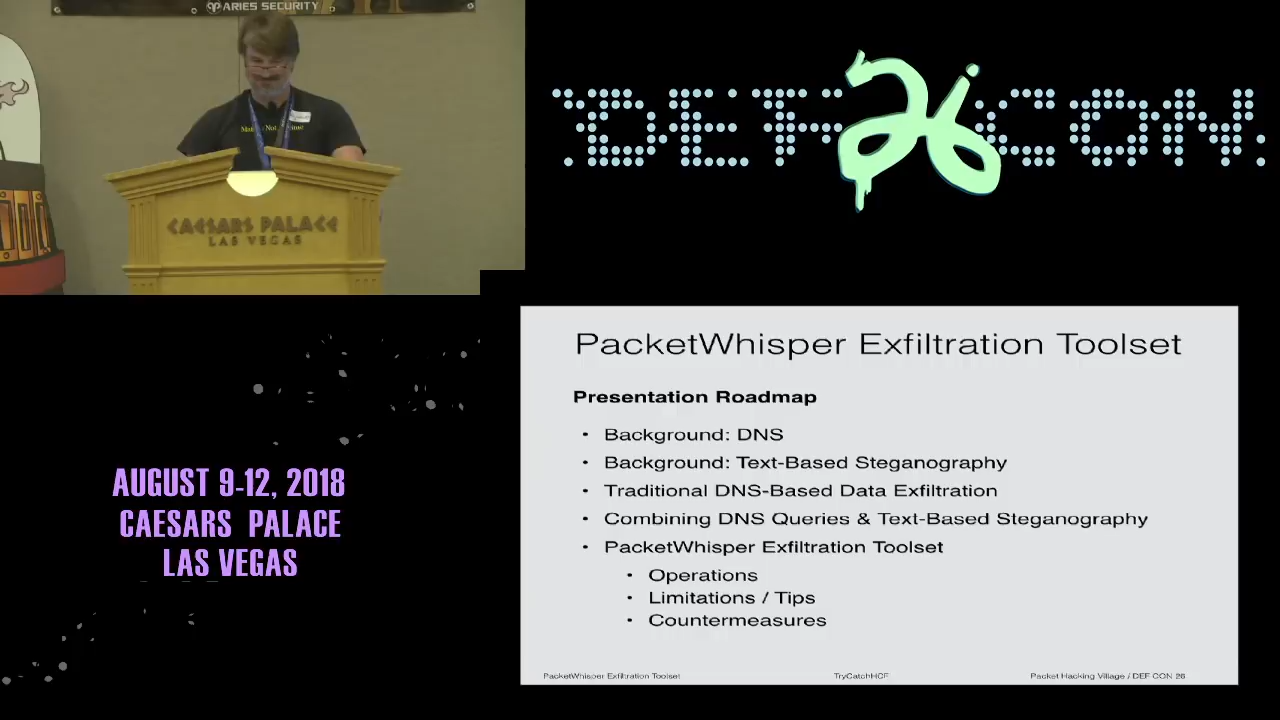 ARIES SECURITY
CAESARS PALACE
LAS VEGAS
DEF 26 CON
AUGUST 9-12, 2018
CAESARS PALACE
LAS VEGAS
PacketWhisper Exfiltration Toolset
Presentation Roadmap
• Background: DNS
• Background: Text-Based Steganography
• Traditional DNS-Based Data Exfiltration
• Combining DNS Queries & Text-Based Steganography
• PacketWhisper Exfiltration Toolset
• Operations
• Limitations / Tips
• Countermeasures
PacketWhisper Exfiltration Toolset TryCatchHCF Packet Hacking Village / DEF CON 26